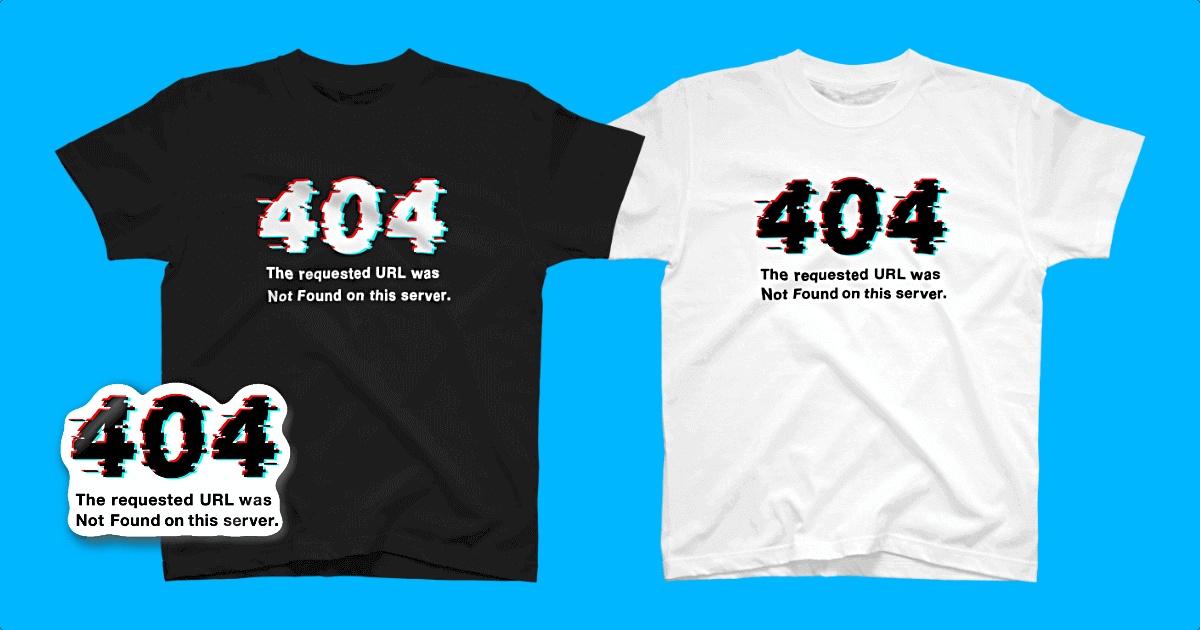 404
The requested URL was
Not Found on this server.
404
The requested URL was
Not Found on this server.
404
The requested URL was
Not Found on this server.